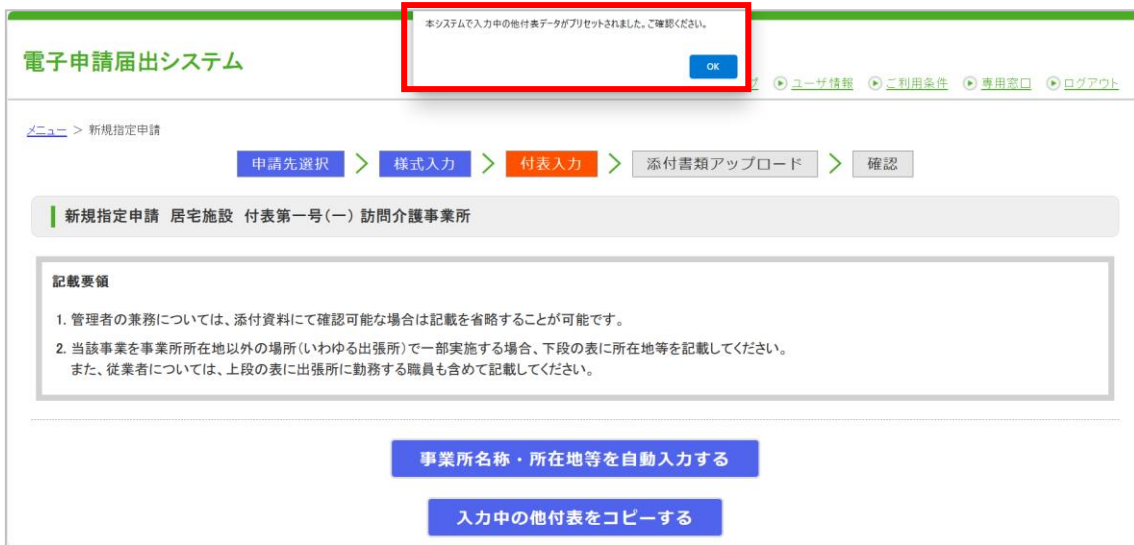 本システムで入力中の他付表データがプリセットされました。ご確認ください。
OK
電子申請届出システム
ユーザ情報 ご利用条件 専用窓口 ログアウト
メニュー > 新規指定申請
申請先選択 > 様式入力 > 付表入力 > 添付書類アップロード > 確認
新規指定申請 居宅施設 付表第一号(一) 訪問介護事業所
記載要領
1. 管理者の兼務については、添付資料にて確認可能な場合は記載を省略することが可能です。
2. 当該事業を事業所所在地以外の場所(いわゆる出張所)で一部実施する場合、下段の表に所在地等を記載してください。
また、従業者については、上段の表に出張所に勤務する職員も含めて記載してください。
事業所名称・所在地等を自動入力する
入力中の他付表をコピーする